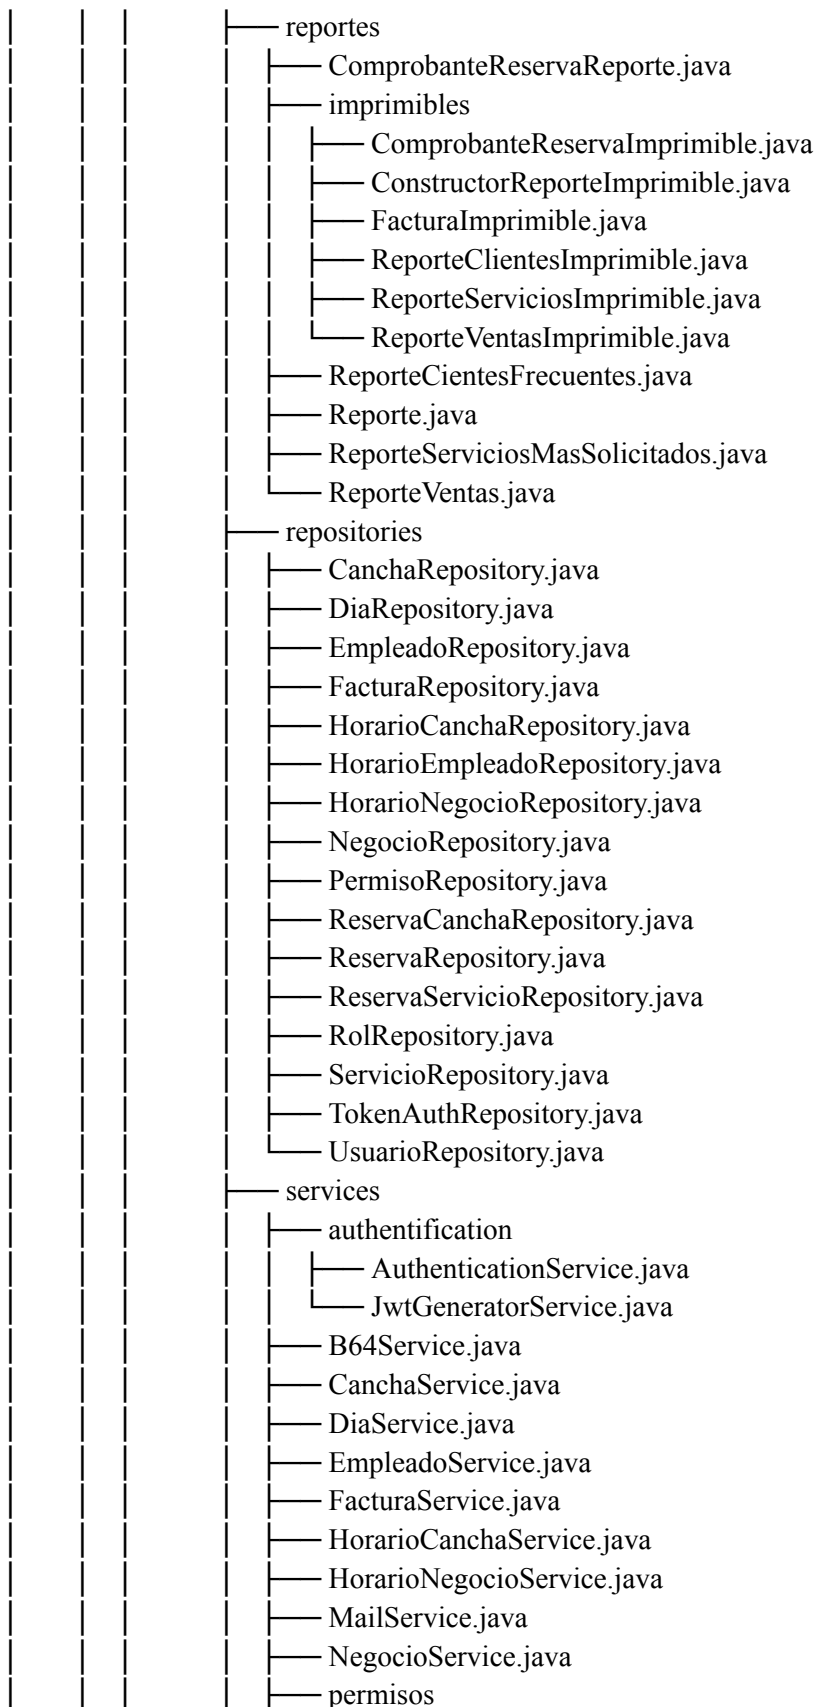 reportes
ComprobanteReservaReporte.java
imprimibles
ComprobanteReservaImprimible.java
ConstructorReporteImprimible.java
FacturaImprimible.java
ReporteClientesImprimible.java
ReporteServiciosImprimible.java
ReporteVentasImprimible.java
ReporteCientesFrecuentes.java
Reporte.java
ReporteServiciosMasSolicitados.java
ReporteVentas.java
repositories
CanchaRepository.java
DiaRepository.java
EmpleadoRepository.java
FacturaRepository.java
HorarioCanchaRepository.java
HorarioEmpleadoRepository.java
HorarioNegocioRepository.java
NegocioRepository.java
PermisoRepository.java
ReservaCanchaRepository.java
ReservaRepository.java
ReservaServicioRepository.java
RolRepository.java
ServicioRepository.java
TokenAuthRepository.java
UsuarioRepository.java
services
authentification
AuthenticationService.java
JwtGeneratorService.java
B64Service.java
CanchaService.java
DiaService.java
EmpleadoService.java
FacturaService.java
HorarioCanchaService.java
HorarioNegocioService.java
MailService.java
NegocioService.java
permisos